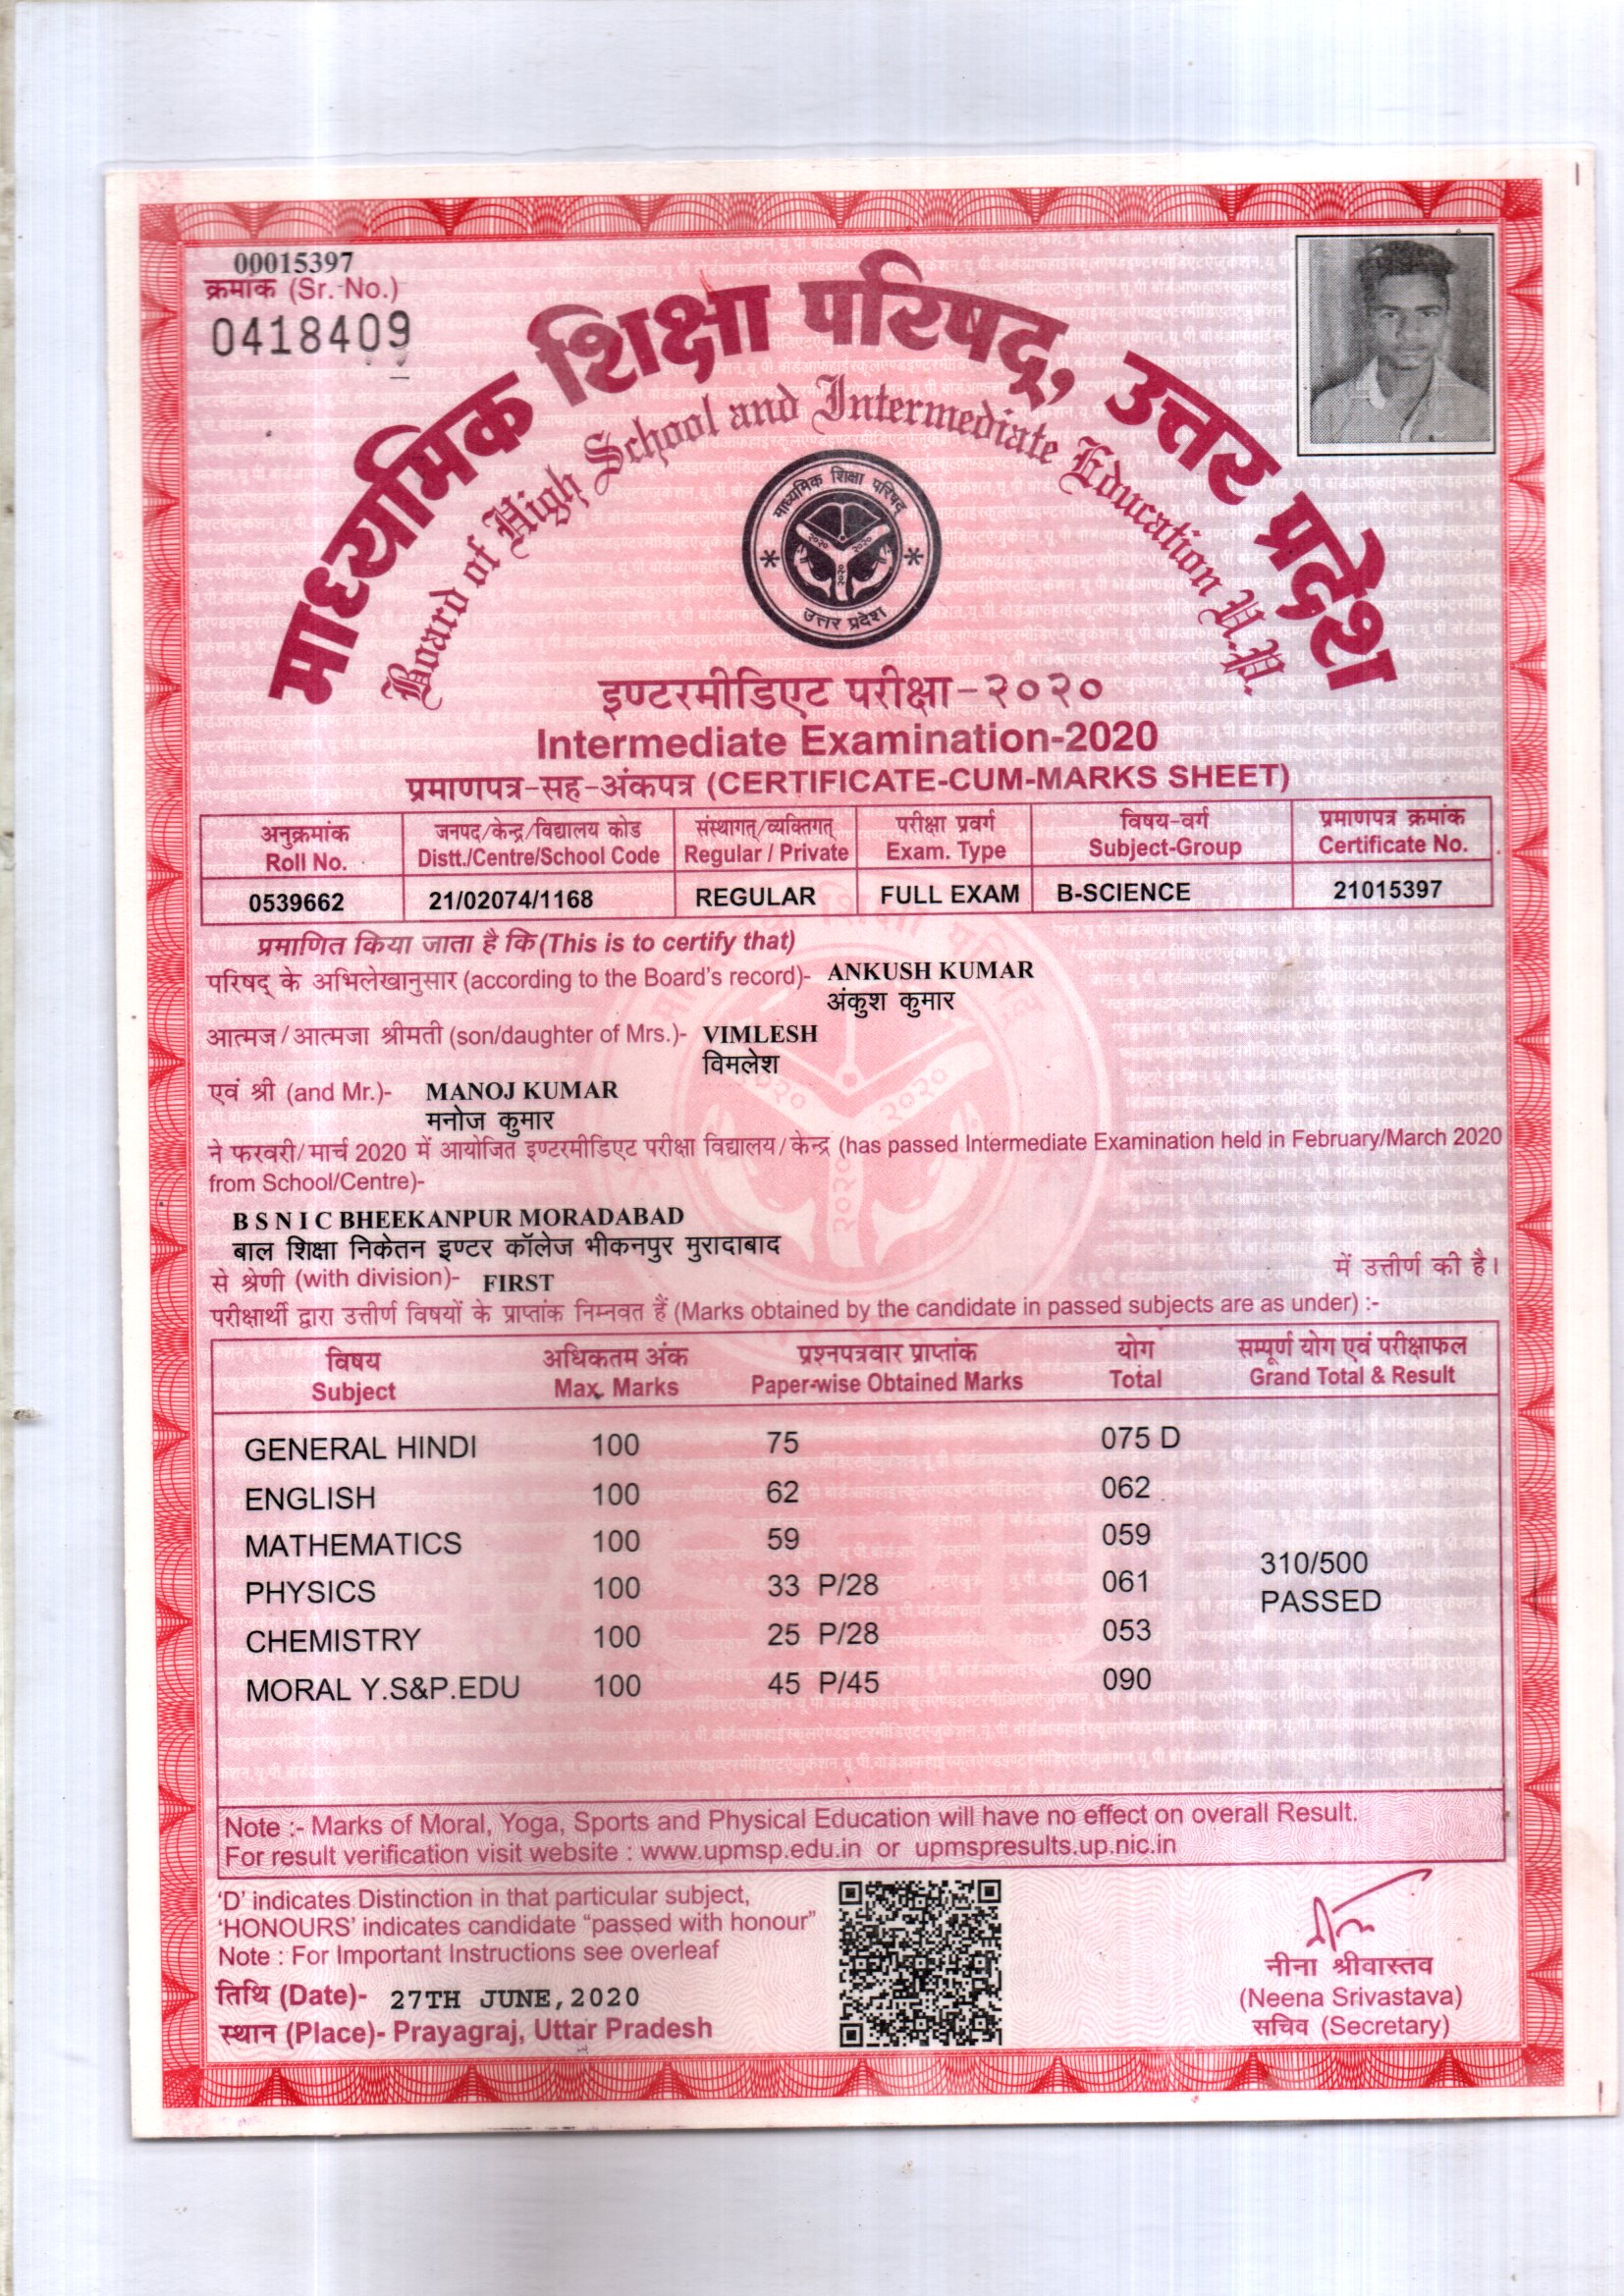 00015397
क्रमांक (Sr. No.)
0418409
माध्यमिक शिक्षा परिषद्, उत्तर प्रदेश
Board of High School and Intermediate Education U.P.
माध्यमिक शिक्षा परिषद्
२०२० २०२०
२०२०
उत्तर प्रदेश
इण्टरमीडिएट परीक्षा-२०२०
Intermediate Examination-2020
प्रमाणपत्र-सह-अंकपत्र (CERTIFICATE-CUM-MARKS SHEET)
अनुक्रमांक जनपद/केन्द्र/विद्यालय कोड संस्थागत्/व्यक्तिगत् परीक्षा प्रवर्ग विषय-वर्ग प्रमाणपत्र क्रमांक
Roll No. Distt./Centre/School Code Regular / Private Exam. Type Subject-Group Certificate No.
0539662 21/02074/1168 REGULAR FULL EXAM B-SCIENCE 21015397
प्रमाणित किया जाता है कि (This is to certify that)
परिषद् के अभिलेखानुसार (according to the Board's record)- ANKUSH KUMAR
अंकुश कुमार
आत्मज/आत्मजा श्रीमती (son/daughter of Mrs.)- VIMLESH
विमलेश
एवं श्री (and Mr.)- MANOJ KUMAR
मनोज कुमार
ने फरवरी/मार्च 2020 में आयोजित इण्टरमीडिएट परीक्षा विद्यालय/केन्द्र (has passed Intermediate Examination held in February/March 2020
from School/Centre)-
B S N I C BHEEKANPUR MORADABAD
बाल शिक्षा निकेतन इण्टर कॉलेज भीकनपुर मुरादाबाद
से श्रेणी (with division)- FIRST में उत्तीर्ण की है।
परीक्षार्थी द्वारा उत्तीर्ण विषयों के प्राप्तांक निम्नवत हैं (Marks obtained by the candidate in passed subjects are as under) :-
विषय अधिकतम अंक प्रश्नपत्रवार प्राप्तांक योग सम्पूर्ण योग एवं परीक्षाफल
Subject Max. Marks Paper-wise Obtained Marks Total Grand Total & Result
GENERAL HINDI 100 75 075 D
ENGLISH 100 62 062
MATHEMATICS 100 59 059
310/500
PHYSICS 100 33 P/28 061
PASSED
CHEMISTRY 100 25 P/28 053
MORAL Y.S&P.EDU 100 45 P/45 090
Note :- Marks of Moral, Yoga, Sports and Physical Education will have no effect on overall Result.
For result verification visit website : www.upmsp.edu.in or upmspresults.up.nic.in
'D' indicates Distinction in that particular subject,
'HONOURS' indicates candidate "passed with honour"
Note : For Important Instructions see overleaf
तिथि (Date)- 27TH JUNE, 2020
स्थान (Place)- Prayagraj, Uttar Pradesh
नीना श्रीवास्तव
(Neena Srivastava)
सचिव (Secretary)